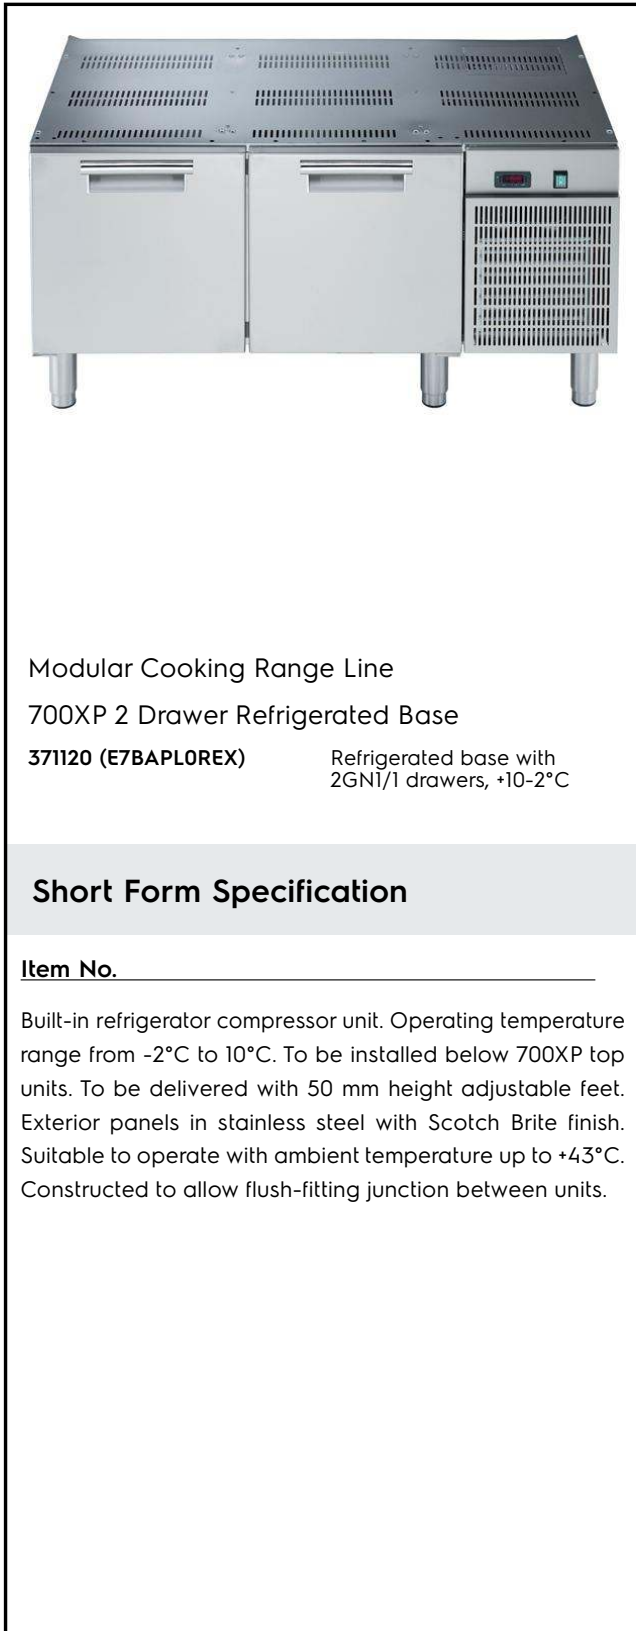 Modular Cooking Range Line
700XP 2 Drawer Refrigerated Base
371120 (E7BAPL0REX)
Refrigerated base with
2GN1/1 drawers, +10-2°C
Short Form Specification
Item No.
Built-in refrigerator compressor unit. Operating temperature
range from -2°C to 10°C. To be installed below 700XP top
units. To be delivered with 50 mm height adjustable feet.
Exterior panels in stainless steel with Scotch Brite finish.
Suitable to operate with ambient temperature up to +43°C.
Constructed to allow flush-fitting junction between units.